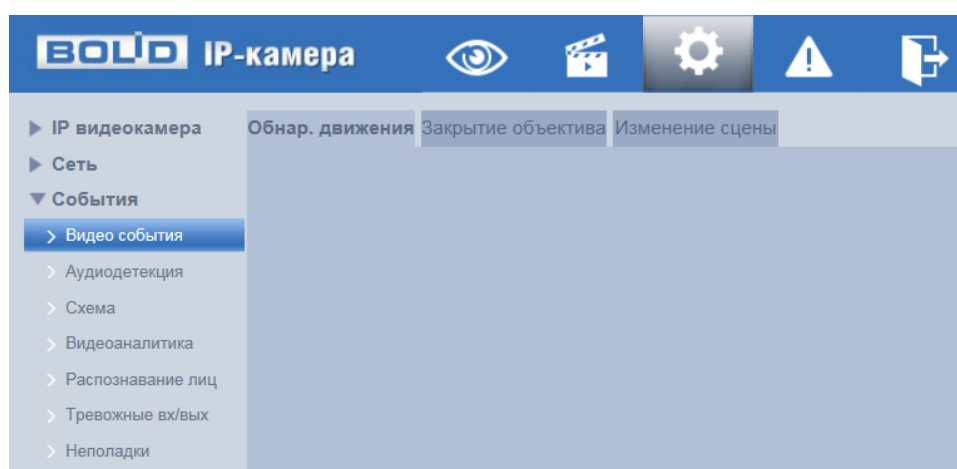 BOLID IP-камера
IP видеокамера
Сеть
События
Видео события
Аудиодетекция
Схема
Видеоаналитика
Распознавание лиц
Тревожные вх/вых
Неполадки
Обнар. движения Закрытие объектива Изменение сцены